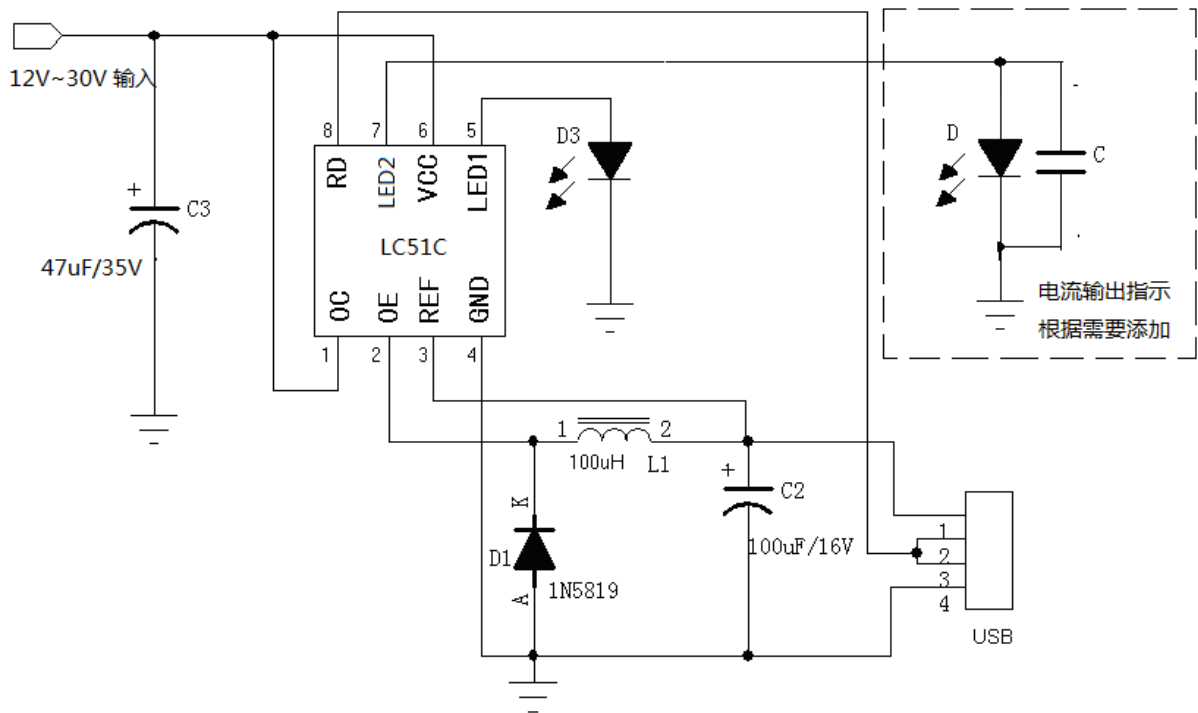 12V~30V 输入
8
7
6
5
RD
LED2
VCC
LED1
LC51C
OC
OE
REF
GND
1
2
3
4
+
C3
47uF/35V
D3
D
C
电流输出指示
根据需要添加
1
2
100uH
L1
+
C2
100uF/16V
K
D1
A
1N5819
1
2
3
4
USB